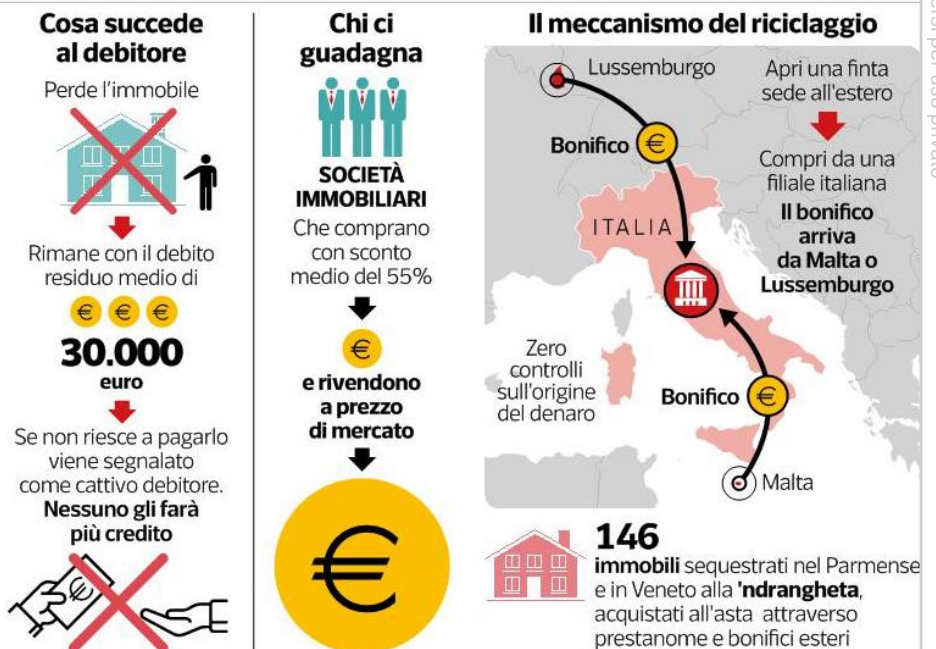 Cosa succede
al debitore
Perde l'immobile
Rimane con il debito
residuo medio di
€ € €
30.000
euro
Se non riesce a pagarlo
viene segnalato
come cattivo debitore.
Nessuno gli farà
più credito
€
Chi ci
guadagna
SOCIETÀ
IMMOBILIARI
Che comprano
con sconto
medio del 55%
€
e rivendono
a prezzo
di mercato
€
Il meccanismo del riciclaggio
Lussemburgo
Bonifico €
ITALIA
Apri una finta
sede all'estero
Compri da una
filiale italiana
Il bonifico
arriva
da Malta o
Lussemburgo
Zero
controlli
sull'origine
del denaro
Bonifico €
Malta
146
immobili sequestrati nel Parmense
e in Veneto alla 'ndrangheta,
acquistati all'asta attraverso
prestanome e bonifici esteri
per uso privato